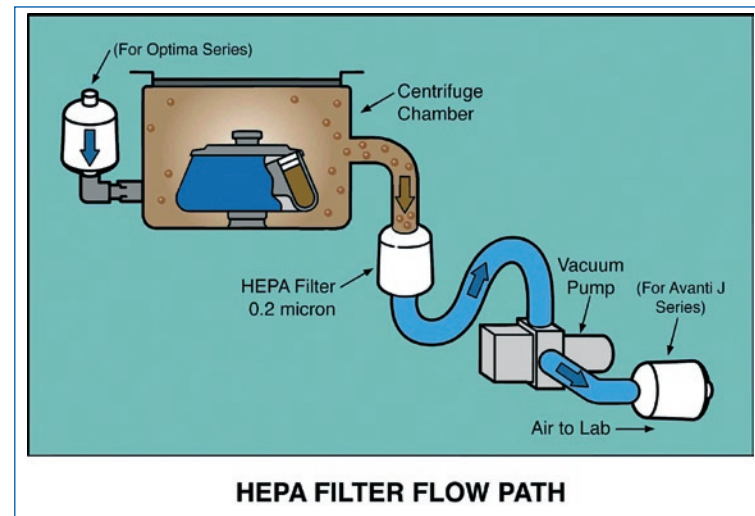 (For Optima Series)
Centrifuge
Chamber
HEPA Filter
0.2 micron
Vacuum
Pump
(For Avanti J
Series)
Air to Lab
HEPA FILTER FLOW PATH